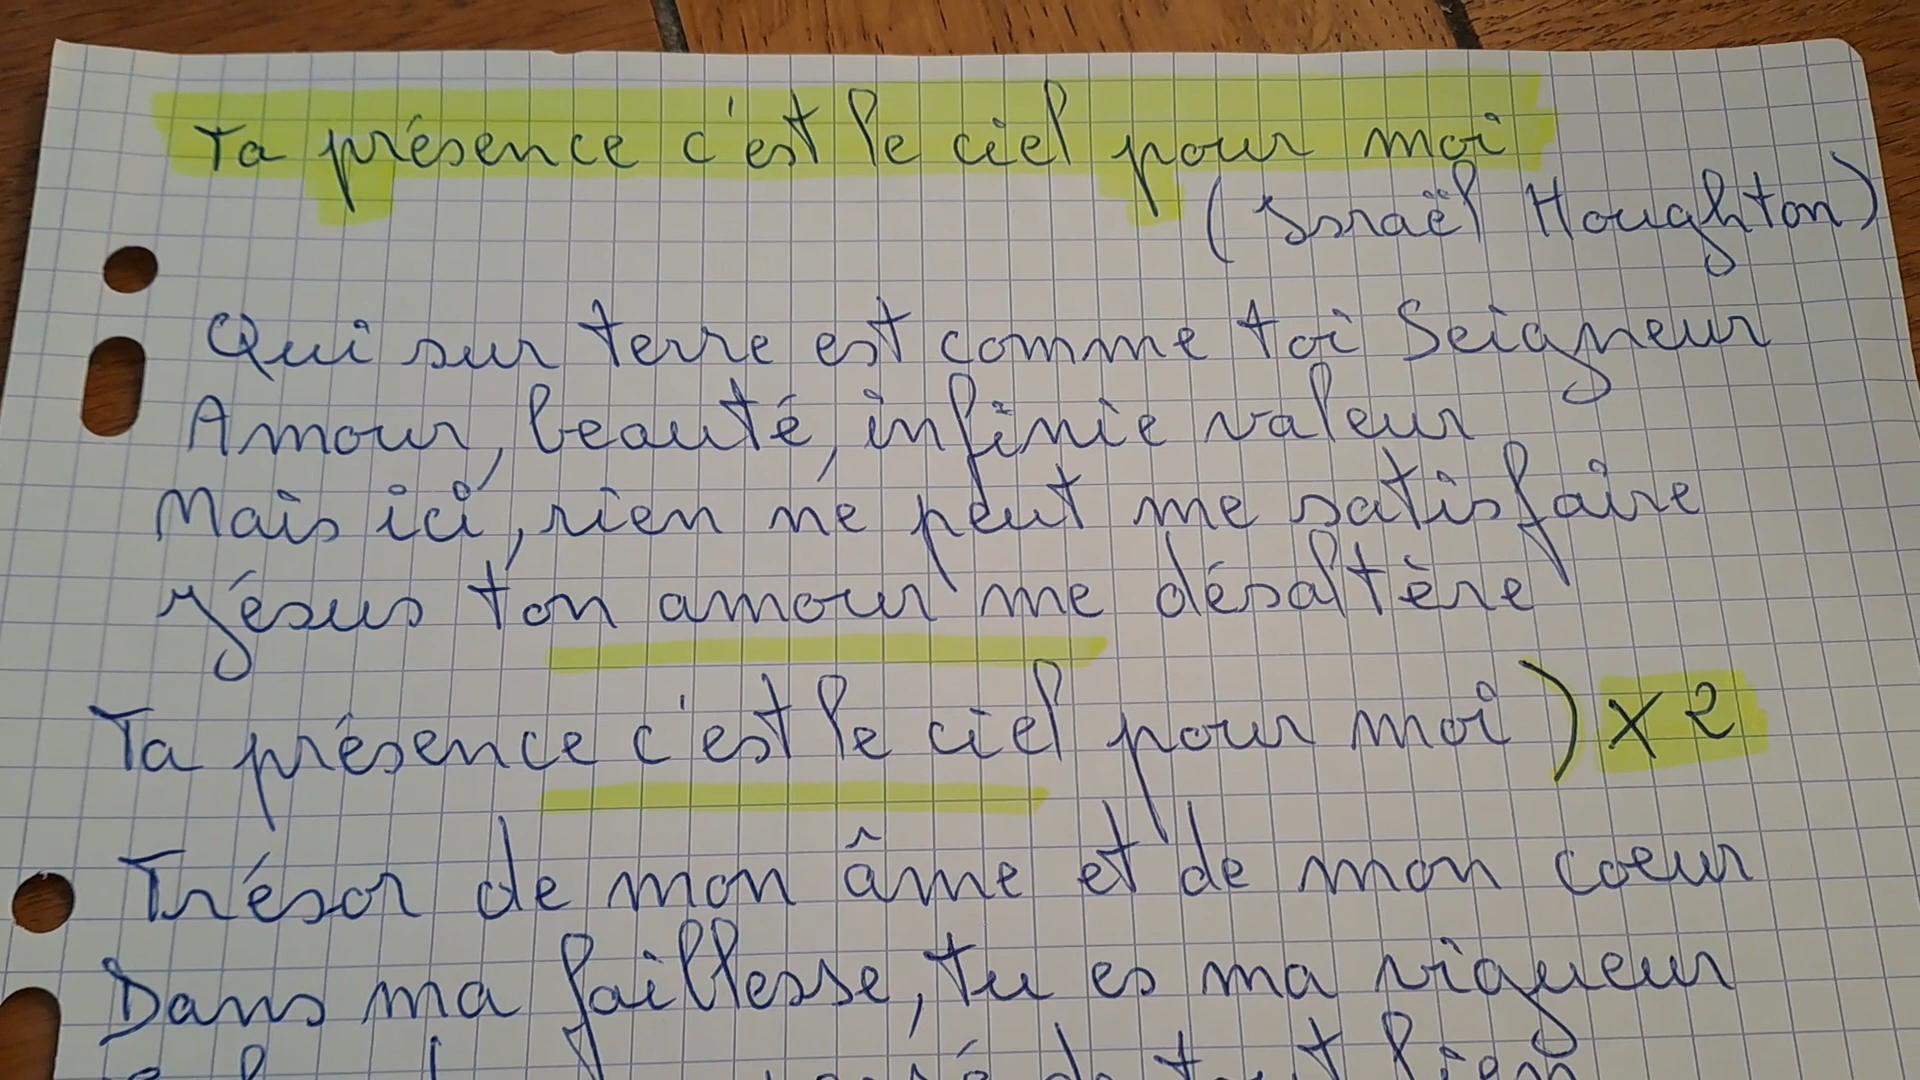 Ta présence c'est le ciel pour moi
(Israël Houghton)
Qui sur terre est comme toi Seigneur
Amour, beauté, infinie valeur
Mais ici, rien ne peut me satisfaire
Jésus ton amour me désaltère
Ta présence c'est le ciel pour moi ) x 2
Trésor de mon âme et de mon coeur
Dans ma faiblesse, tu es ma vigueur